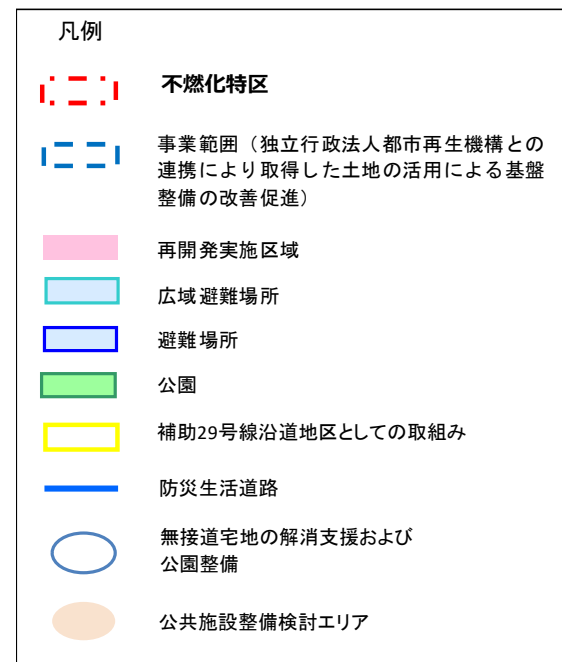 凡例
不燃化特区
事業範囲（独立行政法人都市再生機構との
連携により取得した土地の活用による基盤
整備の改善促進）
再開発実施区域
広域避難場所
避難場所
公園
補助29号線沿道地区としての取組み
防災生活道路
無接道宅地の解消支援および
公園整備
公共施設整備検討エリア